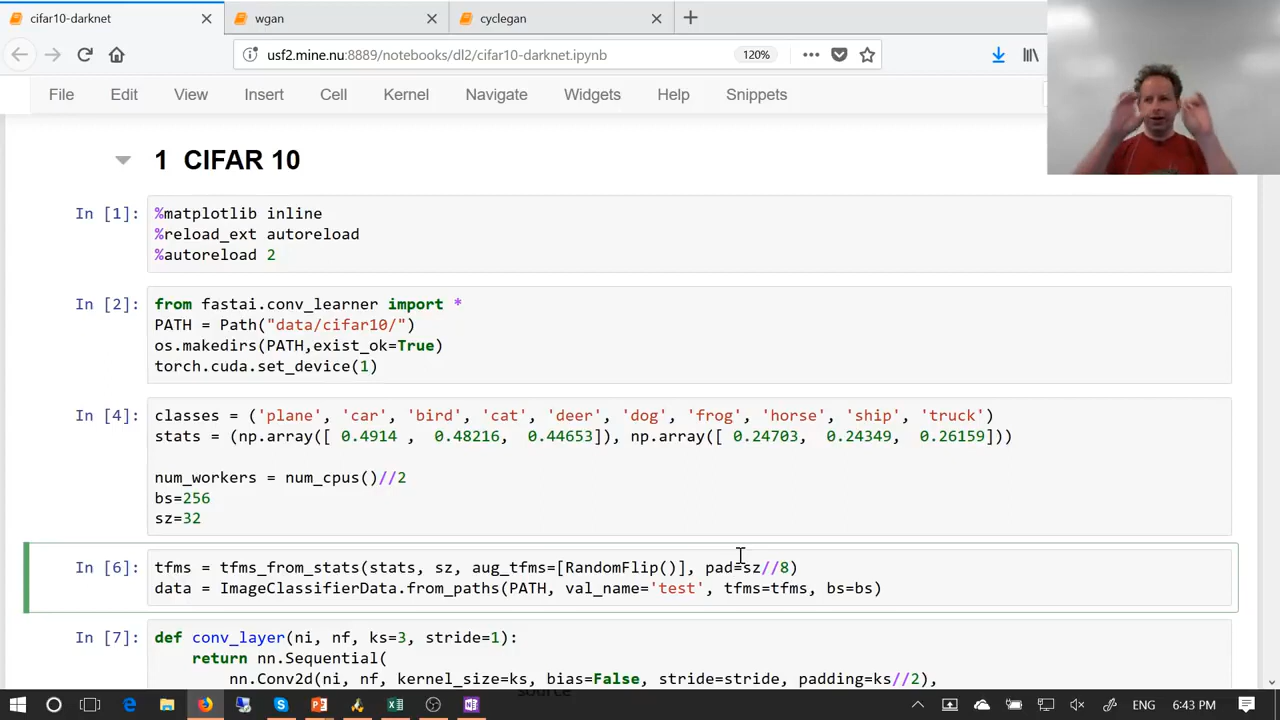 cifar10-darknet
wgan
cyclegan
usf2.mine.nu:8889/notebooks/dl2/cifar10-darknet.ipynb
120%
File Edit View Insert Cell Kernel Navigate Widgets Help Snippets
1 CIFAR 10
In [1]:
%matplotlib inline
%reload_ext autoreload
%autoreload 2
In [2]:
from fastai.conv_learner import *
PATH = Path("data/cifar10/")
os.makedirs(PATH,exist_ok=True)
torch.cuda.set_device(1)
In [4]:
classes = ('plane', 'car', 'bird', 'cat', 'deer', 'dog', 'frog', 'horse', 'ship', 'truck')
stats = (np.array([ 0.4914 , 0.48216, 0.44653]), np.array([ 0.24703, 0.24349, 0.26159]))
num_workers = num_cpus()//2
bs=256
sz=32
In [6]:
tfms = tfms_from_stats(stats, sz, aug_tfms=[RandomFlip()], pad=sz//8)
data = ImageClassifierData.from_paths(PATH, val_name='test', tfms=tfms, bs=bs)
In [7]:
def conv_layer(ni, nf, ks=3, stride=1):
return nn.Sequential(
nn.Conv2d(ni, nf, kernel_size=ks, bias=False, stride=stride, padding=ks//2),
source
ENG
6:43 PM